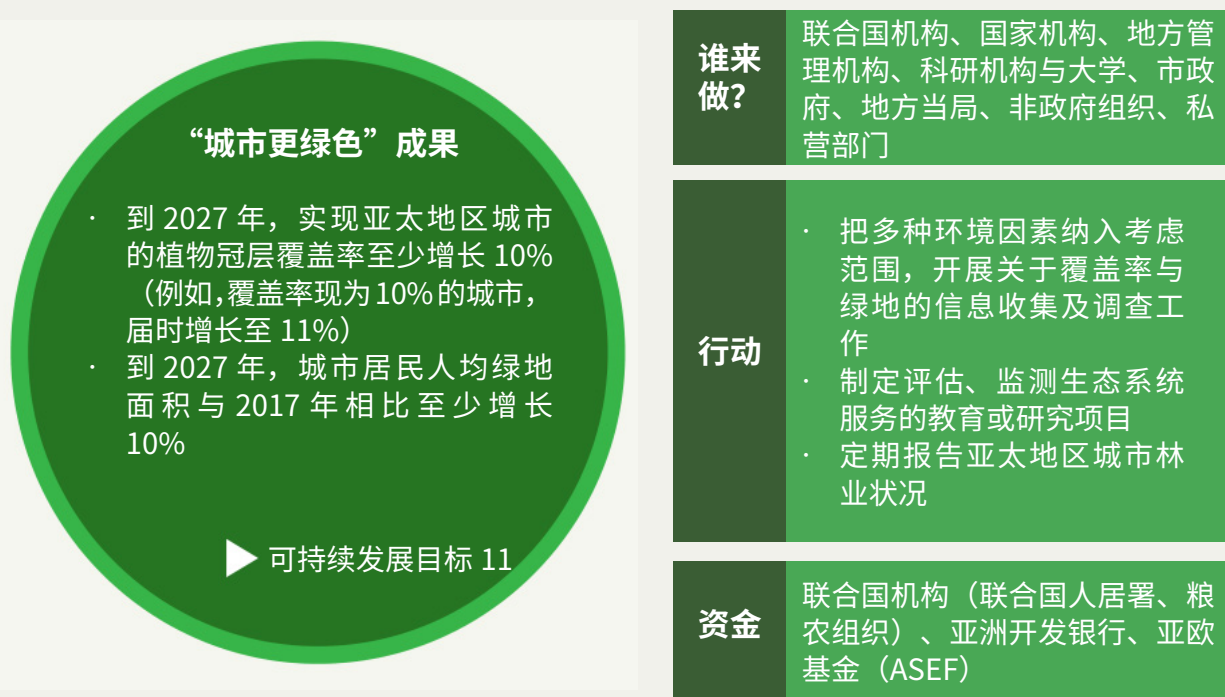 “城市更绿色”成果
· 到 2027 年，实现亚太地区城市
的植物冠层覆盖率至少增长 10%
（例如，覆盖率现为 10% 的城市，
届时增长至 11%）
· 到 2027 年，城市居民人均绿地
面积与 2017 年相比至少增长
10%
可持续发展目标 11
谁来
做？
联合国机构、国家机构、地方管
理机构、科研机构与大学、市政
府、地方当局、非政府组织、私
营部门
行动
· 把多种环境因素纳入考虑
范围，开展关于覆盖率与
绿地的信息收集及调查工
作
· 制定评估、监测生态系统
服务的教育或研究项目
· 定期报告亚太地区城市林
业状况
资金
联合国机构（联合国人居署、粮
农组织）、亚洲开发银行、亚欧
基金（ASEF）